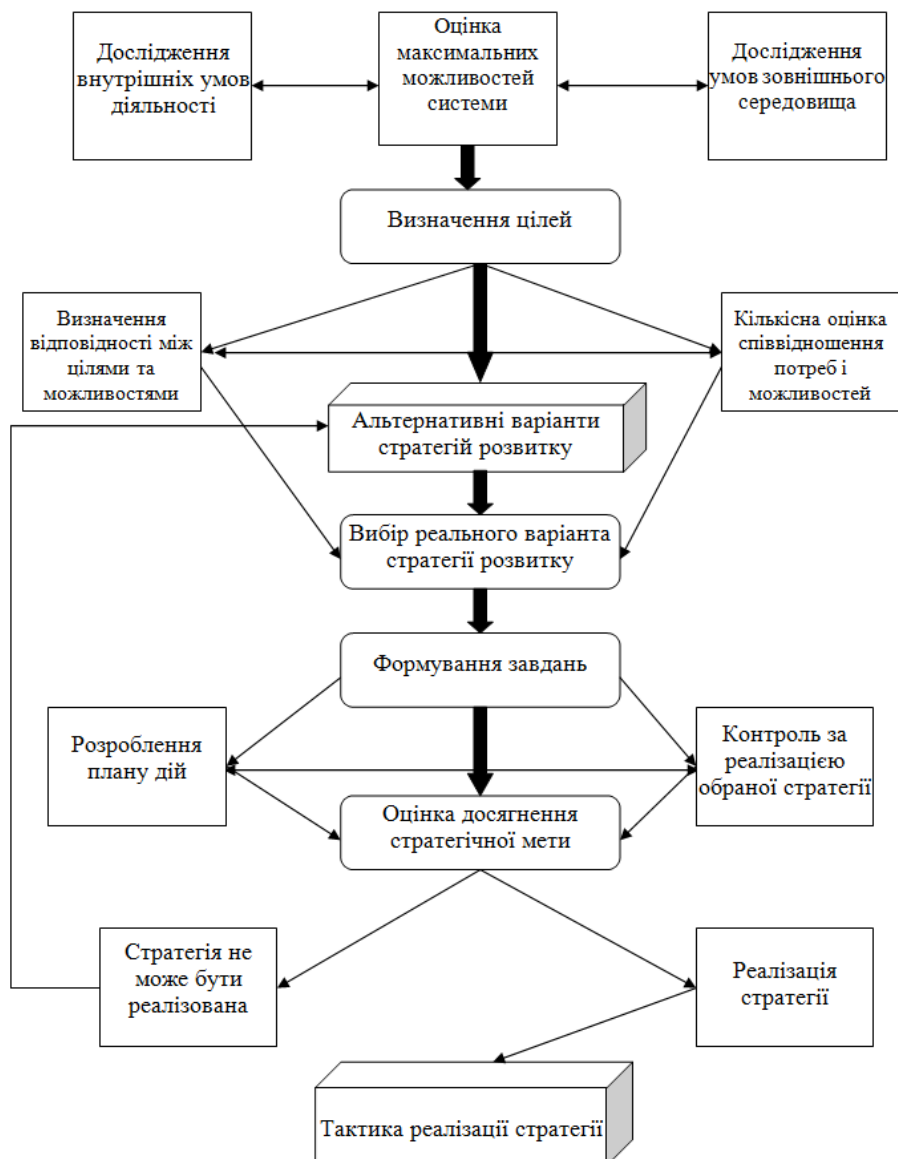 Дослідження
внутрішніх умов
діяльності
Оцінка
максимальних
можливостей
системи
Дослідження
умов зовнішнього
середовища
Визначення цілей
Визначення
відповідності між
цілями та
можливостями
Кількісна оцінка
співвідношення
потреб і
можливостей
Альтернативні варіанти
стратегій розвитку
Вибір реального варіанта
стратегії розвитку
Формування завдань
Розроблення
плану дій
Контроль за
реалізацією
обраної стратегії
Оцінка досягнення
стратегічної мети
Стратегія не
може бути
реалізована
Реалізація
стратегії
Тактика реалізації стратегії